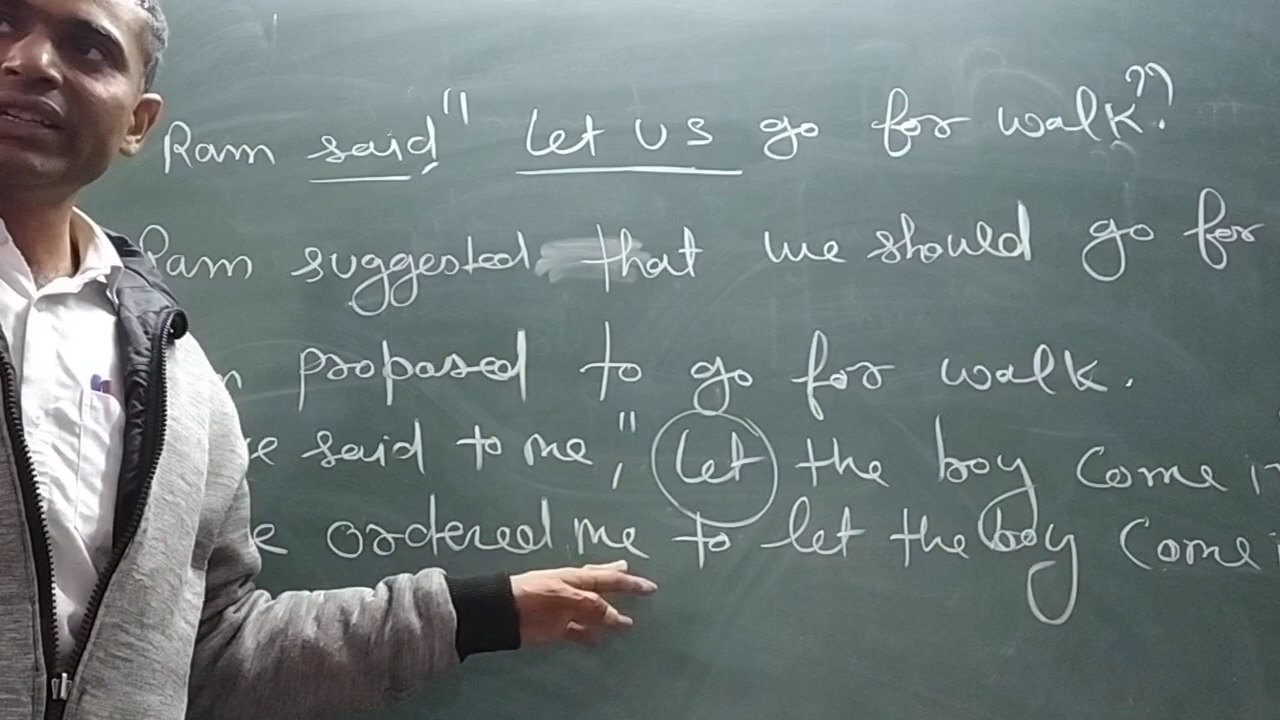 Ram said," Let us go for walk"?
Ram suggested that we should go for
proposed to go for walk.
said to me," Let the boy come in
ordered me to let the boy come